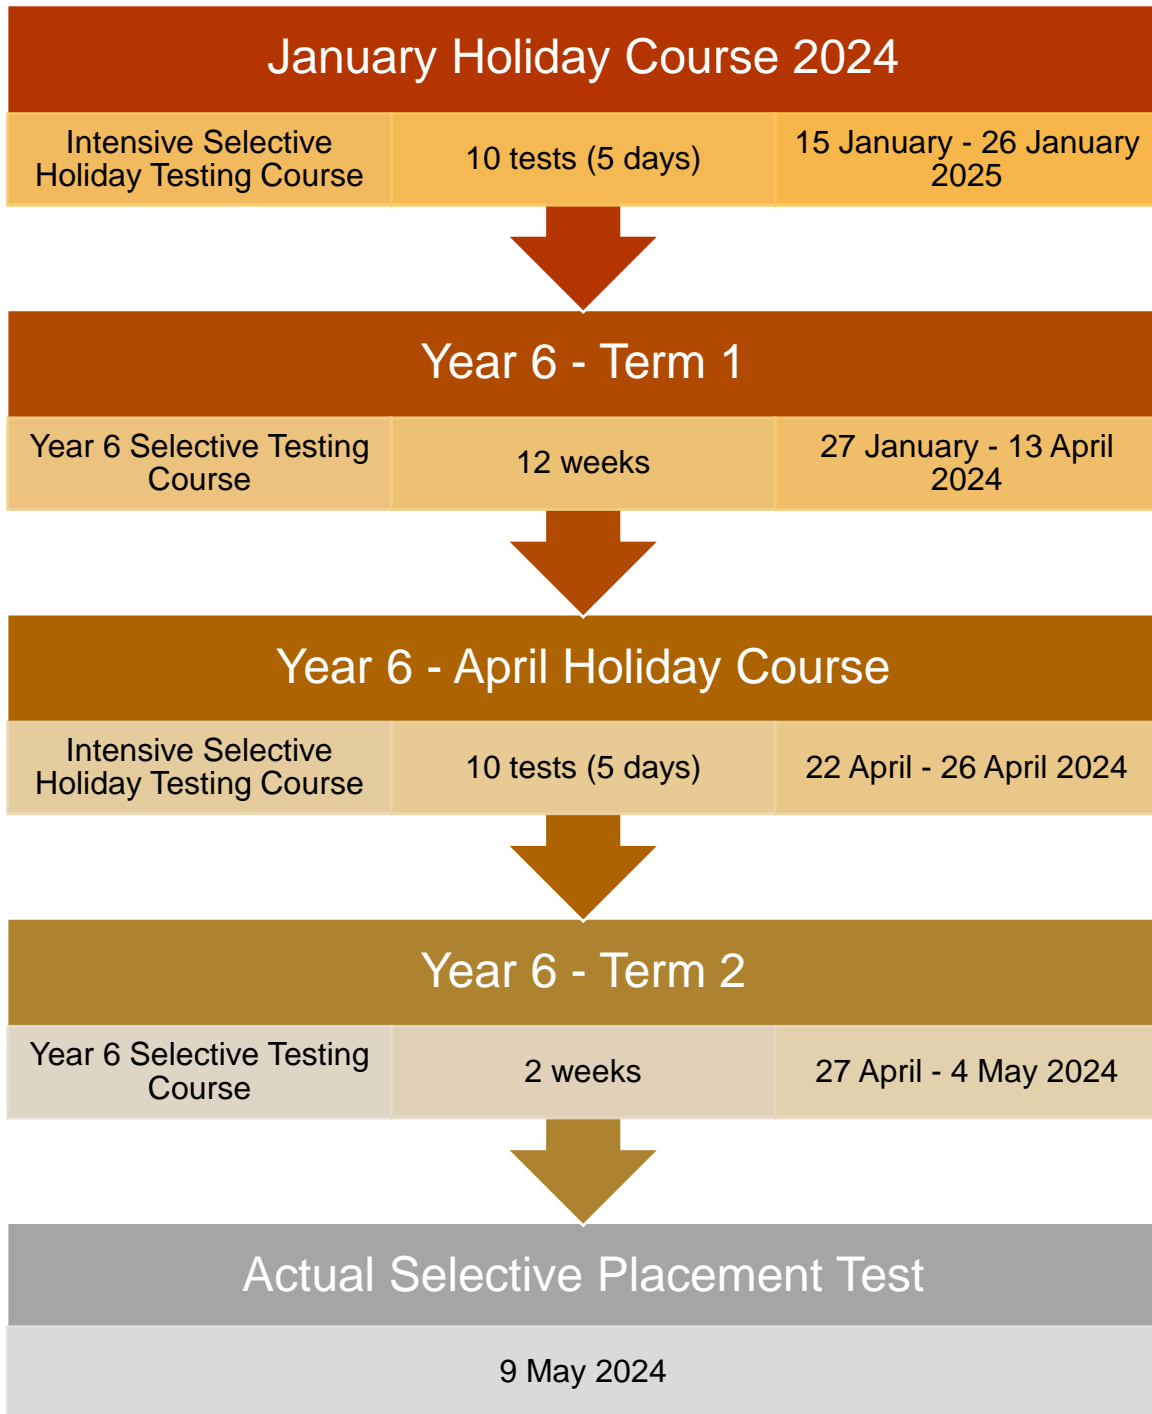 January Holiday Course 2024
Intensive Selective
Holiday Testing Course
10 tests (5 days)
15 January - 26 January
2025
Year 6 - Term 1
Year 6 Selective Testing
Course
12 weeks
27 January - 13 April
2024
Year 6 - April Holiday Course
Intensive Selective
Holiday Testing Course
10 tests (5 days)
22 April - 26 April 2024
Year 6 - Term 2
Year 6 Selective Testing
Course
2 weeks
27 April - 4 May 2024
Actual Selective Placement Test
9 May 2024